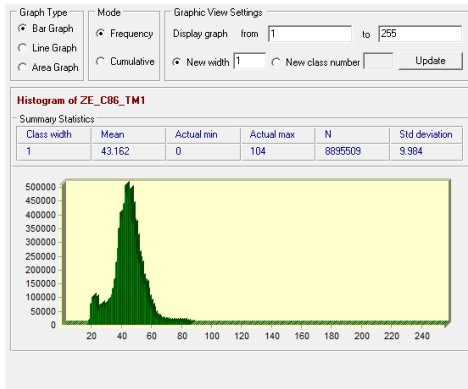 Graph Type
Bar Graph
Line Graph
Area Graph
Mode
Frequency
Cumulative
Graphic View Settings
Display graph from 1 to 255
New width 1 New class number Update
Histogram of ZE_C86_TM1
Summary Statistics
Class width Mean Actual min Actual max N Std deviation
1 43.162 0 104 8895509 9.984
500000
450000
400000
350000
300000
250000
200000
150000
100000
50000
0
20 40 60 80 100 120 140 160 180 200 220 240